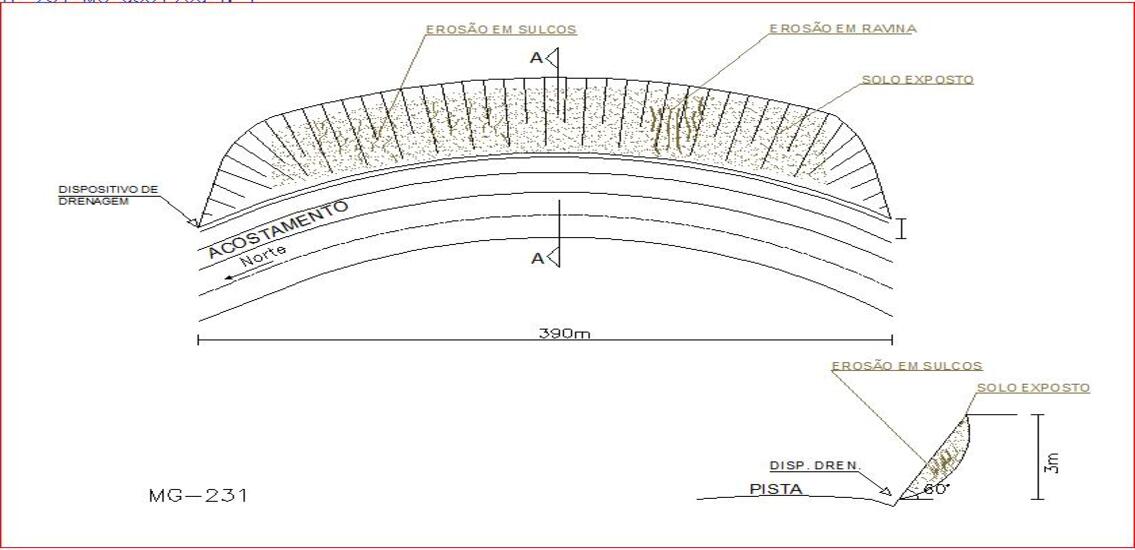 EROSÃO EM SULCOS
EROSÃO EM RAVINA
A
SOLO EXPOSTO
DISPOSITIVO DE
DRENAGEM
ACOSTAMENTO
Norte
A
390m
EROSÃO EM SULCOS
SOLO EXPOSTO
DISP. DREN.
3m
PISTA
60°
MG-231